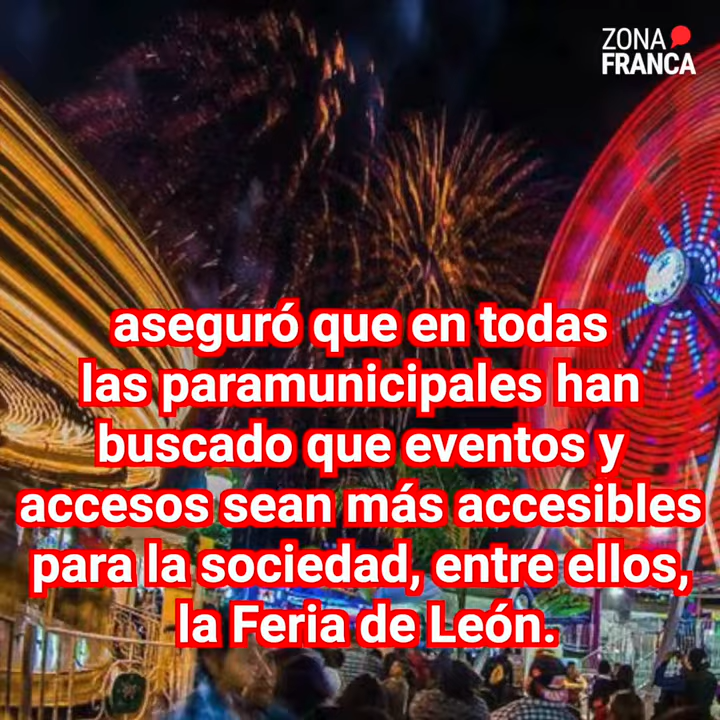 ZONA
FRANCA
aseguró que en todas
las paramunicipales han
buscado que eventos y
accesos sean más accesibles
para la sociedad, entre ellos,
la Feria de León.